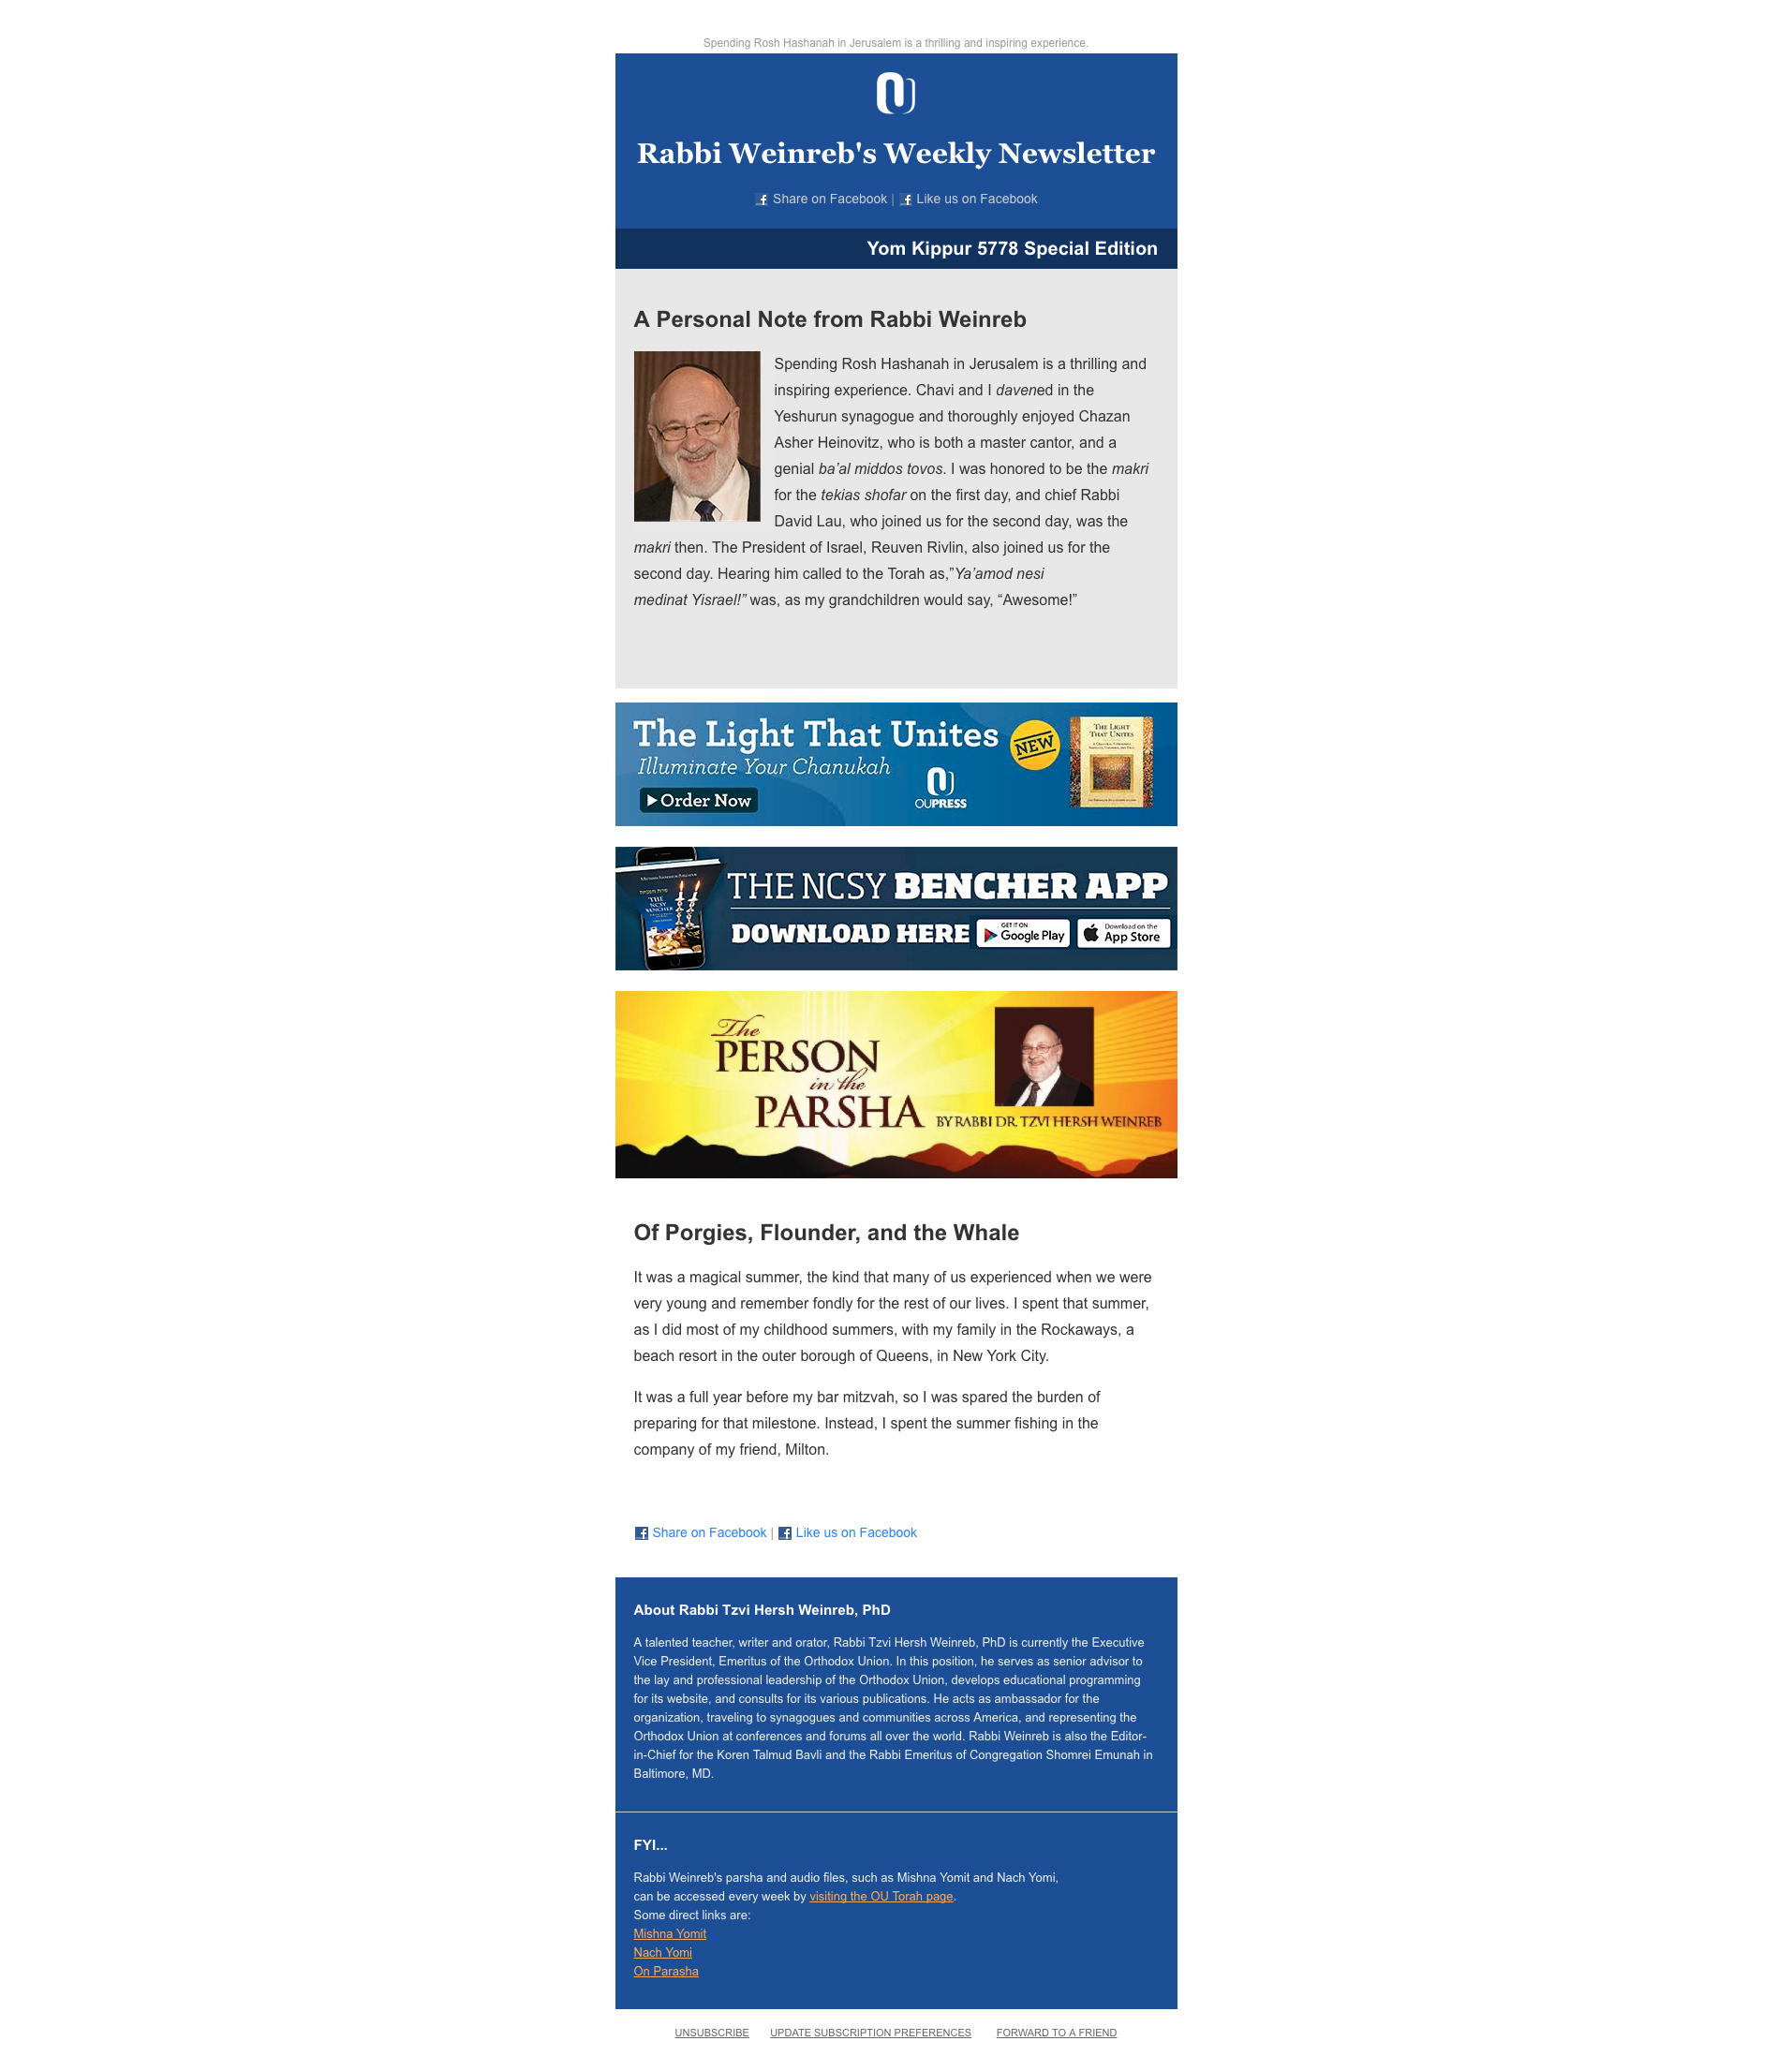 Spending Rosh Hashanah in Jerusalem is a thrilling and inspiring experience.
Rabbi Weinreb's Weekly Newsletter
Share on Facebook | Like us on Facebook
Yom Kippur 5778 Special Edition
A Personal Note from Rabbi Weinreb
Spending Rosh Hashanah in Jerusalem is a thrilling and
inspiring experience. Chavi and I davened in the
Yeshurun synagogue and thoroughly enjoyed Chazan
Asher Heinovitz, who is both a master cantor, and a
genial ba’al middos tovos. I was honored to be the makri
for the tekias shofar on the first day, and chief Rabbi
David Lau, who joined us for the second day, was the
makri then. The President of Israel, Reuven Rivlin, also joined us for the
second day. Hearing him called to the Torah as,”Ya’amod nesi
medinat Yisrael!” was, as my grandchildren would say, “Awesome!”
The Light That Unites
Illuminate Your Chanukah
Order Now
OUPRESS
NEW
THE LIGHT
THAT UNITES
THE NCSY BENCHER APP
DOWNLOAD HERE
GET IT ON
Google Play
Download on the
App Store
THE
NCSY
BENCHER
The
PERSON
in the
PARSHA
BY RABBI DR. TZVI HERSH WEINREB
Of Porgies, Flounder, and the Whale
It was a magical summer, the kind that many of us experienced when we were
very young and remember fondly for the rest of our lives. I spent that summer,
as I did most of my childhood summers, with my family in the Rockaways, a
beach resort in the outer borough of Queens, in New York City.
It was a full year before my bar mitzvah, so I was spared the burden of
preparing for that milestone. Instead, I spent the summer fishing in the
company of my friend, Milton.
Share on Facebook | Like us on Facebook
About Rabbi Tzvi Hersh Weinreb, PhD
A talented teacher, writer and orator, Rabbi Tzvi Hersh Weinreb, PhD is currently the Executive
Vice President, Emeritus of the Orthodox Union. In this position, he serves as senior advisor to
the lay and professional leadership of the Orthodox Union, develops educational programming
for its website, and consults for its various publications. He acts as ambassador for the
organization, traveling to synagogues and communities across America, and representing the
Orthodox Union at conferences and forums all over the world. Rabbi Weinreb is also the Editor-
in-Chief for the Koren Talmud Bavli and the Rabbi Emeritus of Congregation Shomrei Emunah in
Baltimore, MD.
FYI...
Rabbi Weinreb's parsha and audio files, such as Mishna Yomit and Nach Yomi,
can be accessed every week by visiting the OU Torah page.
Some direct links are:
Mishna Yomit
Nach Yomi
On Parasha
UNSUBSCRIBE UPDATE SUBSCRIPTION PREFERENCES FORWARD TO A FRIEND